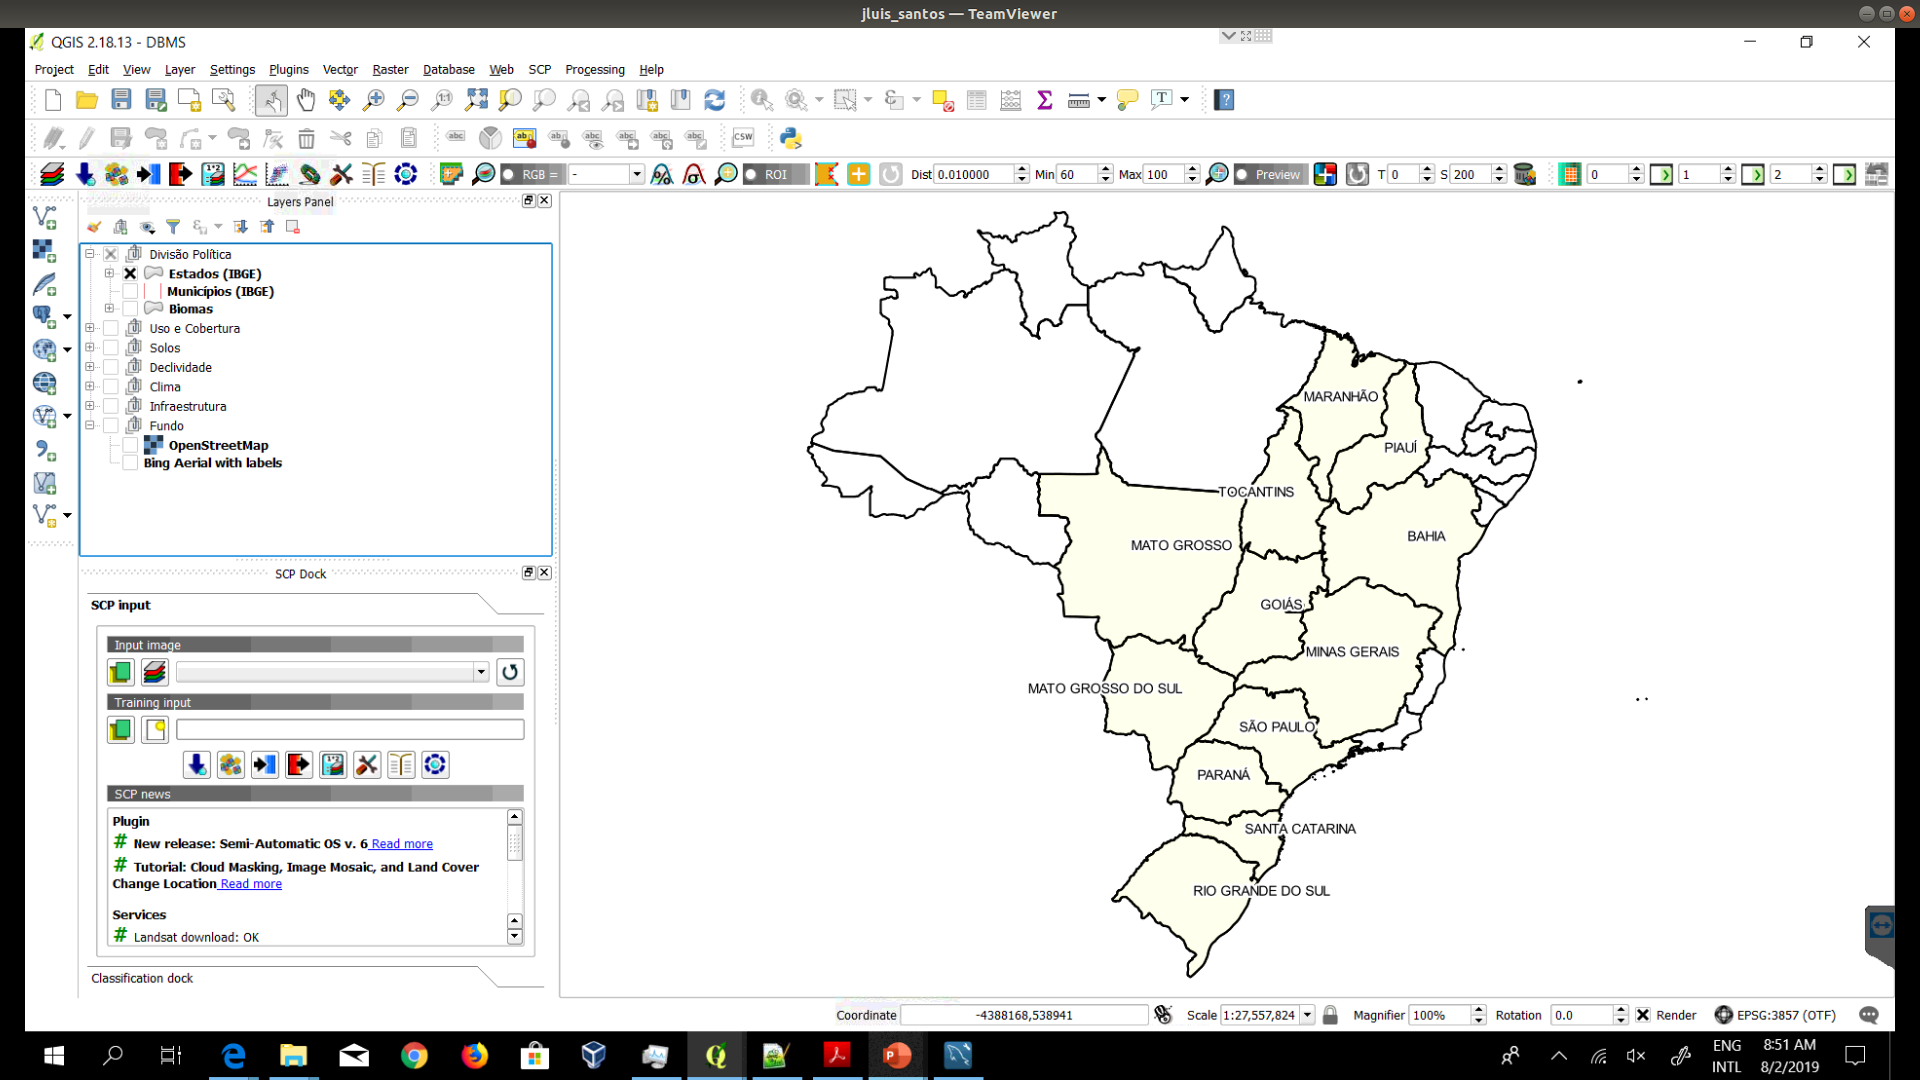 jluis_santos — TeamViewer
QGIS 2.18.13 - DBMS
Project Edit View Layer Settings Plugins Vector Raster Database Web SCP Processing Help
RGB = - ROI Dist 0.010000 Min 60 Max 100 Preview T 0 S 200 0 1 2
Layers Panel
Divisão Política
Estados (IBGE)
Municípios (IBGE)
Biomas
Uso e Cobertura
Solos
Declividade
Clima
Infraestrutura
Fundo
OpenStreetMap
Bing Aerial with labels
SCP Dock
SCP input
Input image
Training input
SCP news
Plugin
# New release: Semi-Automatic OS v. 6 Read more
# Tutorial: Cloud Masking, Image Mosaic, and Land Cover
Change Location Read more
Services
# Landsat download: OK
Classification dock
MARANHÃO
PIAUÍ
TOCANTINS
BAHIA
MATO GROSSO
GOIÁS
MINAS GERAIS
MATO GROSSO DO SUL
SÃO PAULO
PARANÁ
SANTA CATARINA
RIO GRANDE DO SUL
Coordinate -4388168,538941 Scale 1:27,557,824 Magnifier 100% Rotation 0.0 Render EPSG:3857 (OTF)
ENG 8:51 AM
INTL 8/2/2019